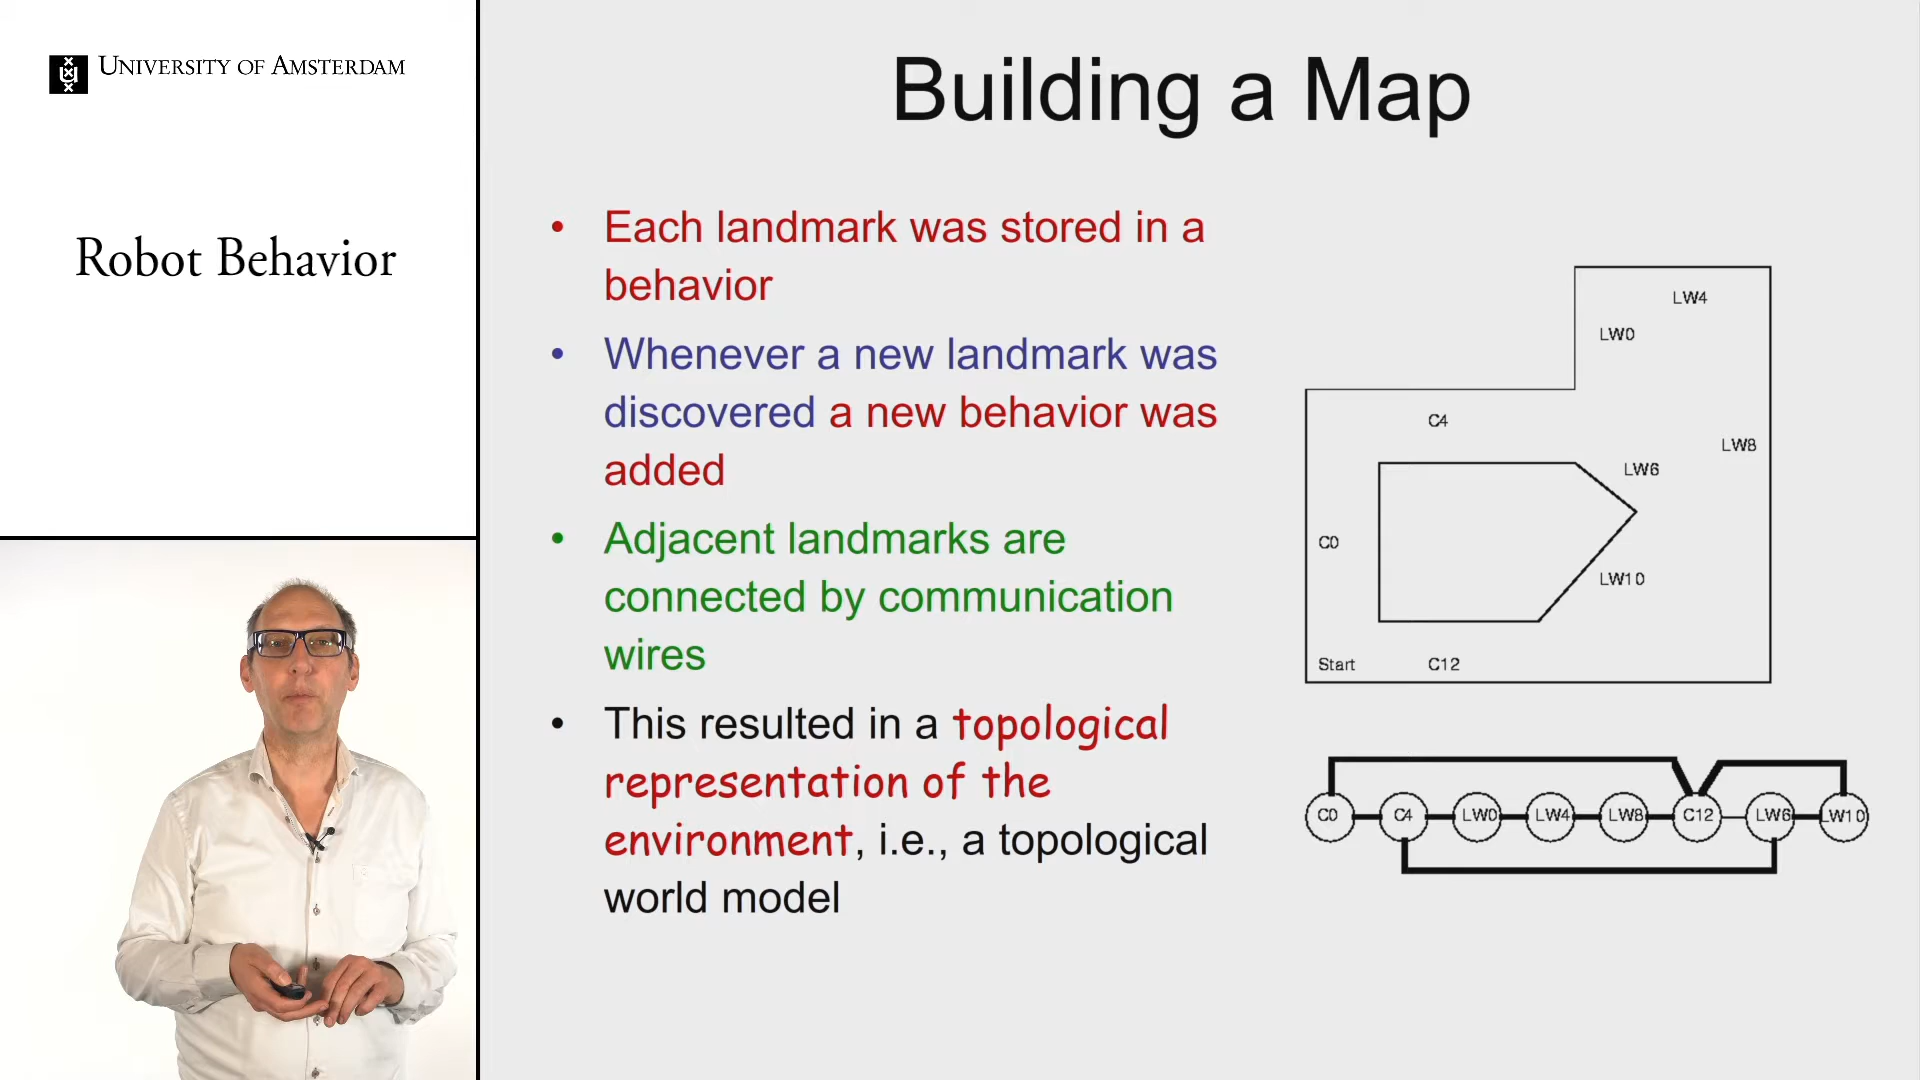 UNIVERSITY OF AMSTERDAM
Robot Behavior
Building a Map
• Each landmark was stored in a
behavior
• Whenever a new landmark was
discovered a new behavior was
added
• Adjacent landmarks are
connected by communication
wires
• This resulted in a topological
representation of the
environment, i.e., a topological
world model
LW4
LW0
C4
LW8
LW6
C0
LW10
Start C12
C0 C4 LW0 LW4 LW8 C12 LW6 LW10